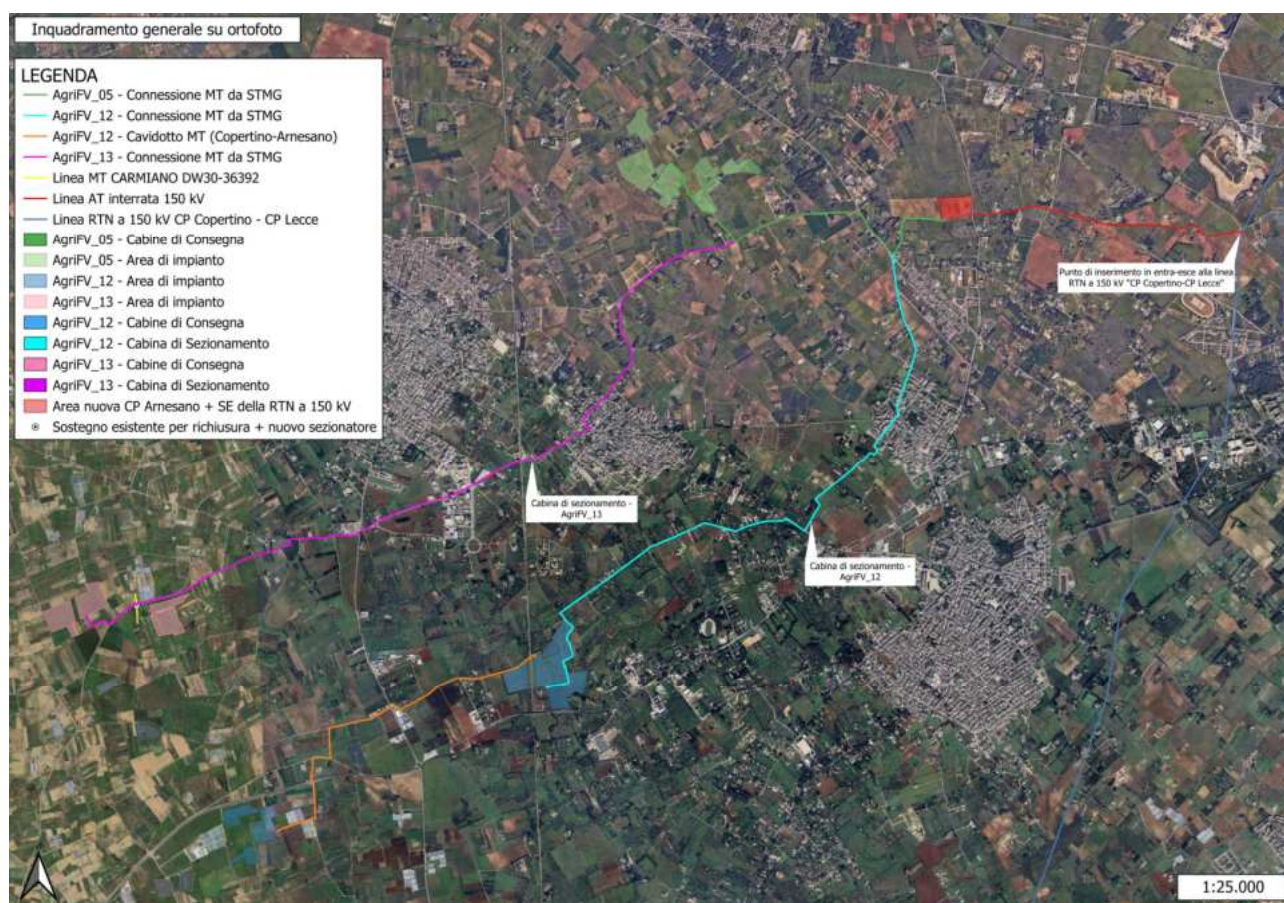 Inquadramento generale su ortofoto
LEGENDA
AgriFV_05 - Connessione MT da STMG
AgriFV_12 - Connessione MT da STMG
AgriFV_12 - Cavidotto MT (Copertino-Arnesano)
AgriFV_13 - Connessione MT da STMG
Linea MT CARMIANO DW30-36392
Linea AT interrata 150 kV
Linea RTN a 150 kV CP Copertino - CP Lecce
AgriFV_05 - Cabine di Consegna
AgriFV_05 - Area di impianto
AgriFV_12 - Area di impianto
AgriFV_13 - Area di impianto
AgriFV_12 - Cabine di Consegna
AgriFV_12 - Cabina di Sezionamento
AgriFV_13 - Cabine di Consegna
AgriFV_13 - Cabina di Sezionamento
Area nuova CP Arnesano + SE della RTN a 150 kV
Sostegno esistente per richiusura + nuovo sezionatore
Punto di inserimento in entra-esce alla linea
RTN a 150 kV "CP Copertino-CP Lecce"
Cabina di sezionamento -
AgriFV_13
Cabina di sezionamento -
AgriFV_12
1:25.000